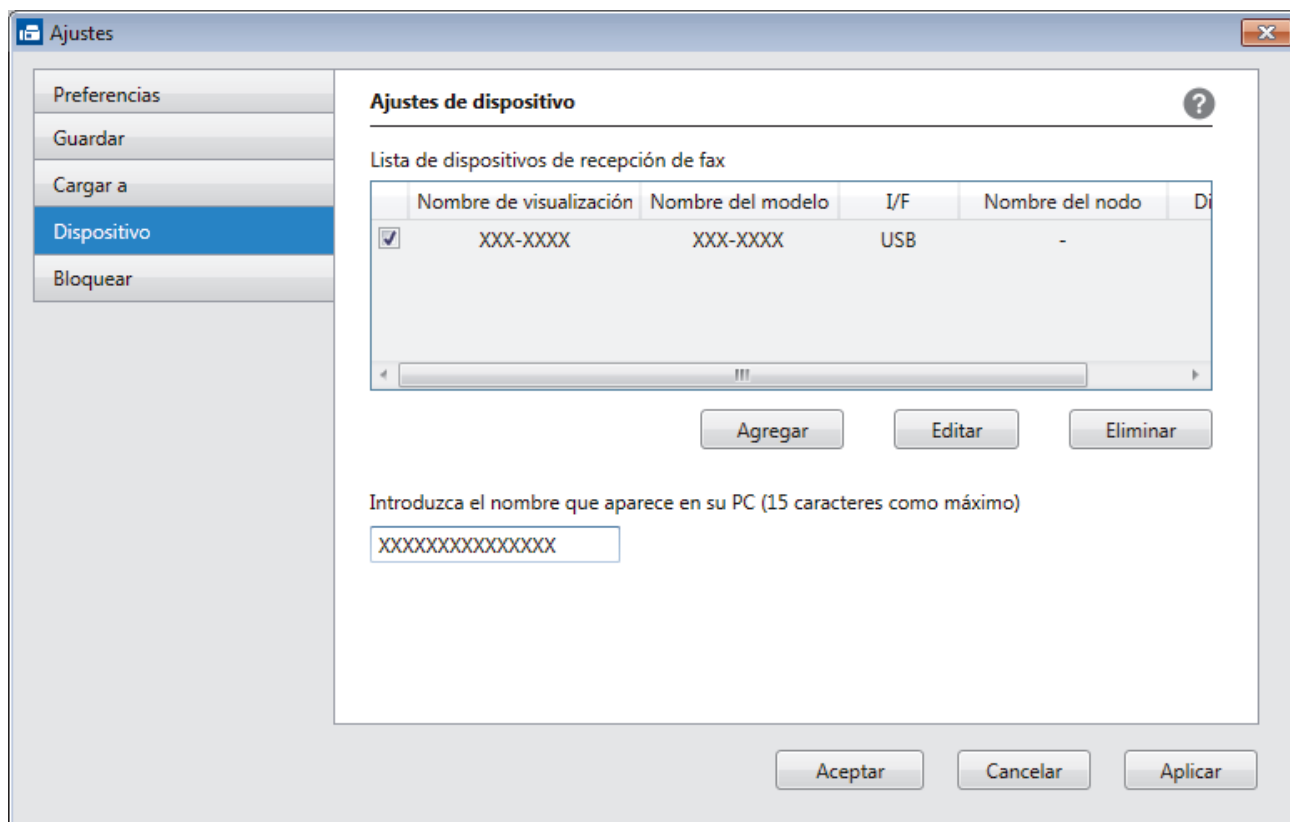 Ajustes
Preferencias
Guardar
Cargar a
Dispositivo
Bloquear
Ajustes de dispositivo
?
Lista de dispositivos de recepción de fax
Nombre de visualización Nombre del modelo I/F Nombre del nodo Di
XXX-XXXX XXX-XXXX USB -
Agregar Editar Eliminar
Introduzca el nombre que aparece en su PC (15 caracteres como máximo)
XXXXXXXXXXXXXXX
Aceptar Cancelar Aplicar